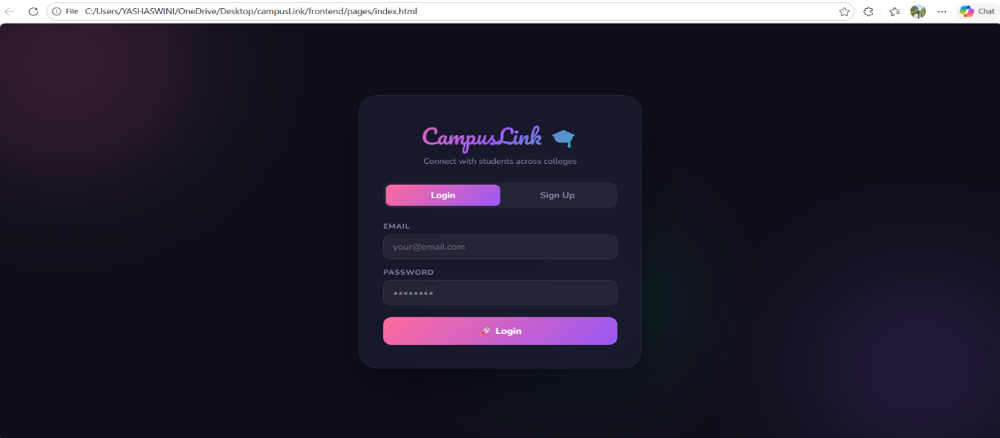 File C:/Users/YASHASWINI/OneDrive/Desktop/campusLink/frontend/pages/index.html
Chat
CampusLink
Connect with students across colleges
Login
Sign Up
EMAIL
your@email.com
PASSWORD
••••••••
Login